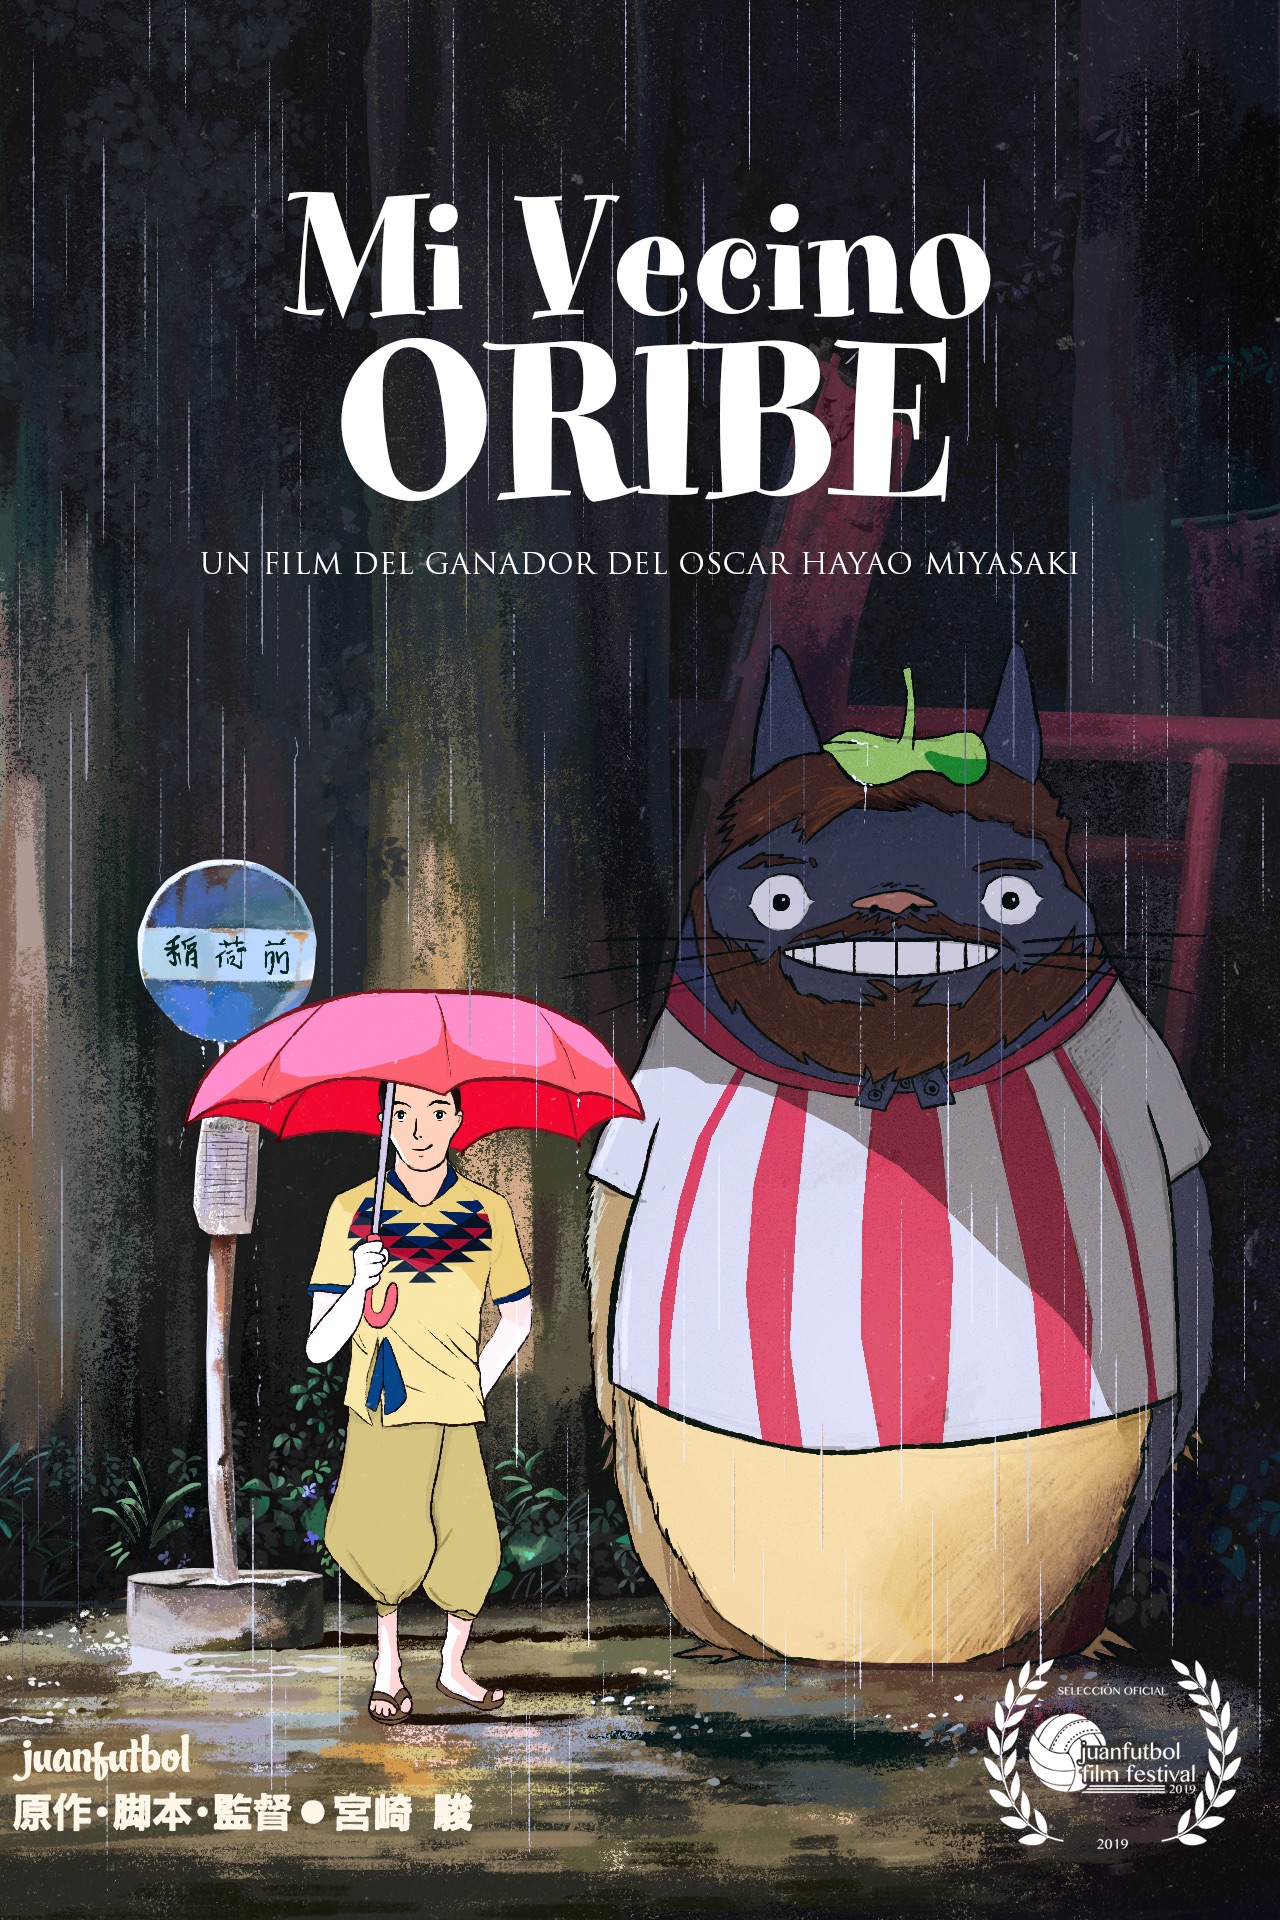 Mi Vecino
ORIBE
UN FILM DEL GANADOR DEL OSCAR HAYAO MIYASAKI
稲荷前
juanfutbol
原作・脚本・監督●宮崎 駿
SELECCIÓN OFICIAL
juanfutbol
film festival
2019
2019